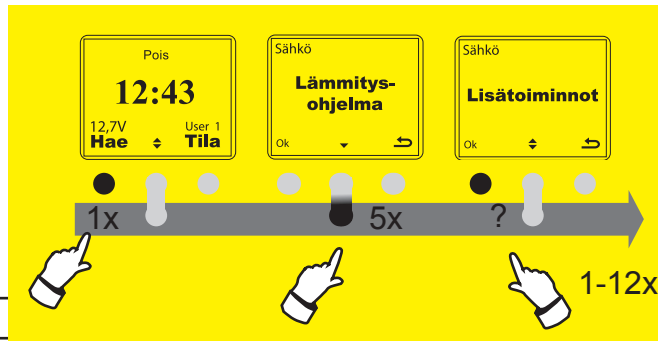 Pois
12:43
12,7V User 1
Hae Tila
Sähkö
Lämmitys-
ohjelma
Ok
Sähkö
Lisätoiminnot
Ok
1x 5x ?
1-12x